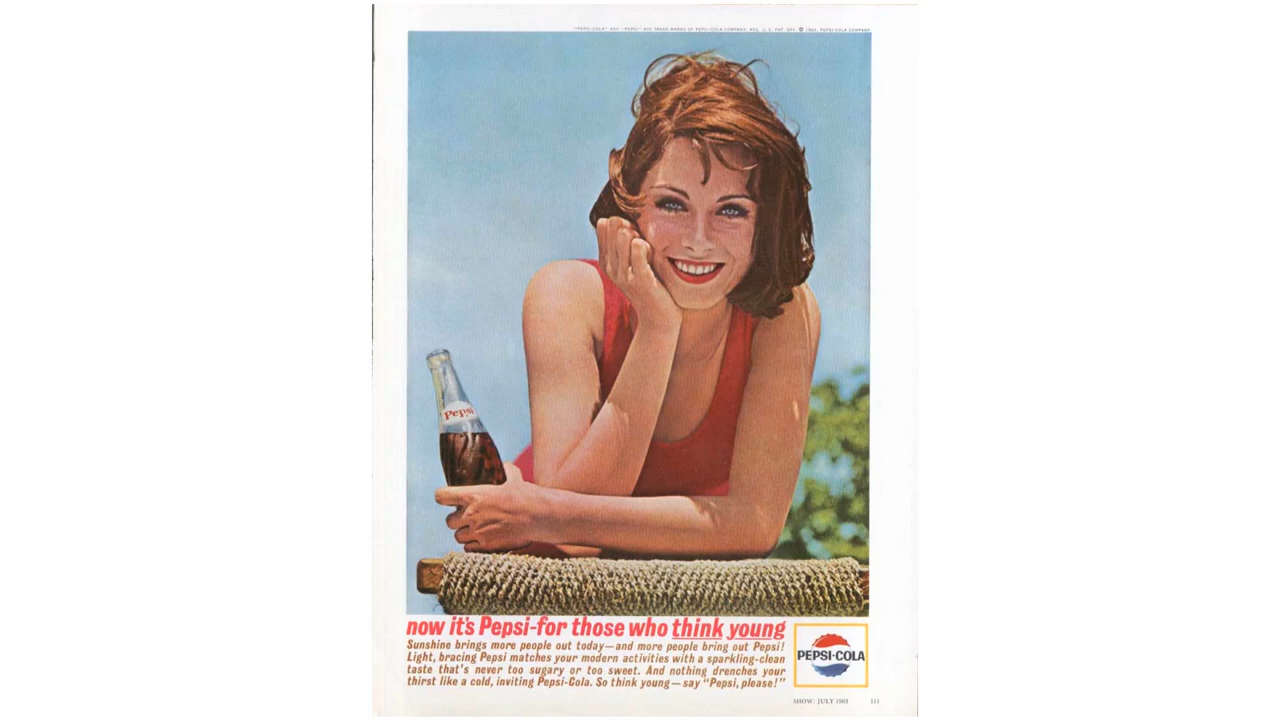 "PEPSI-COLA" AND "PEPSI" ARE TRADE MARKS OF PEPSI-COLA COMPANY, REG. U. S. PAT. OFF. © 1963, PEPSI-COLA COMPANY
Pepsi
now it's Pepsi-for those who think young
Sunshine brings more people out today—and more people bring out Pepsi!
Light, bracing Pepsi matches your modern activities with a sparkling-clean
taste that's never too sugary or too sweet. And nothing drenches your
thirst like a cold, inviting Pepsi-Cola. So think young—say "Pepsi, please!"
PEPSI-COLA
SHOW: JULY 1963 111